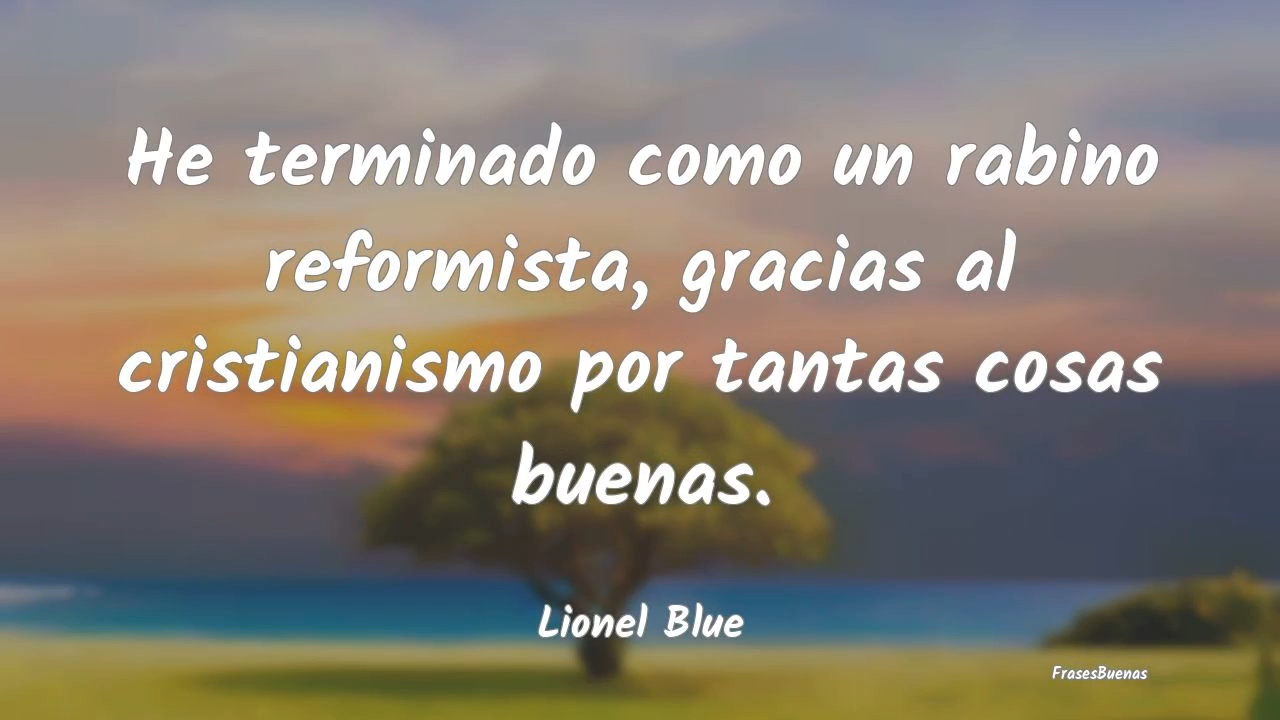 He terminado como un rabino
reformista, gracias al
cristianismo por tantas cosas
buenas.
Lionel Blue
FrasesBuenas